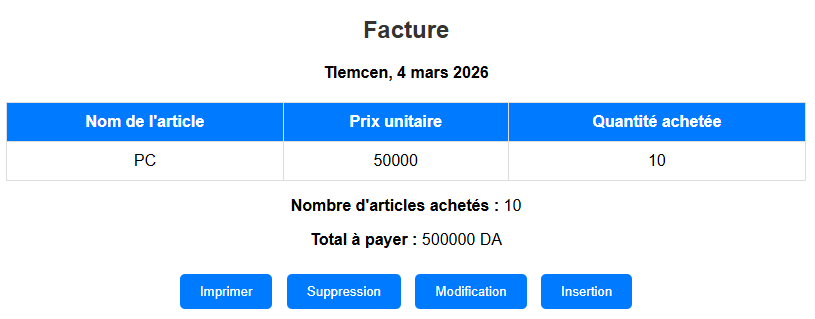 Facture
Tlemcen, 4 mars 2026
Nom de l'article Prix unitaire Quantité achetée
PC 50000 10
Nombre d'articles achetés : 10
Total à payer : 500000 DA
Imprimer Suppression Modification Insertion